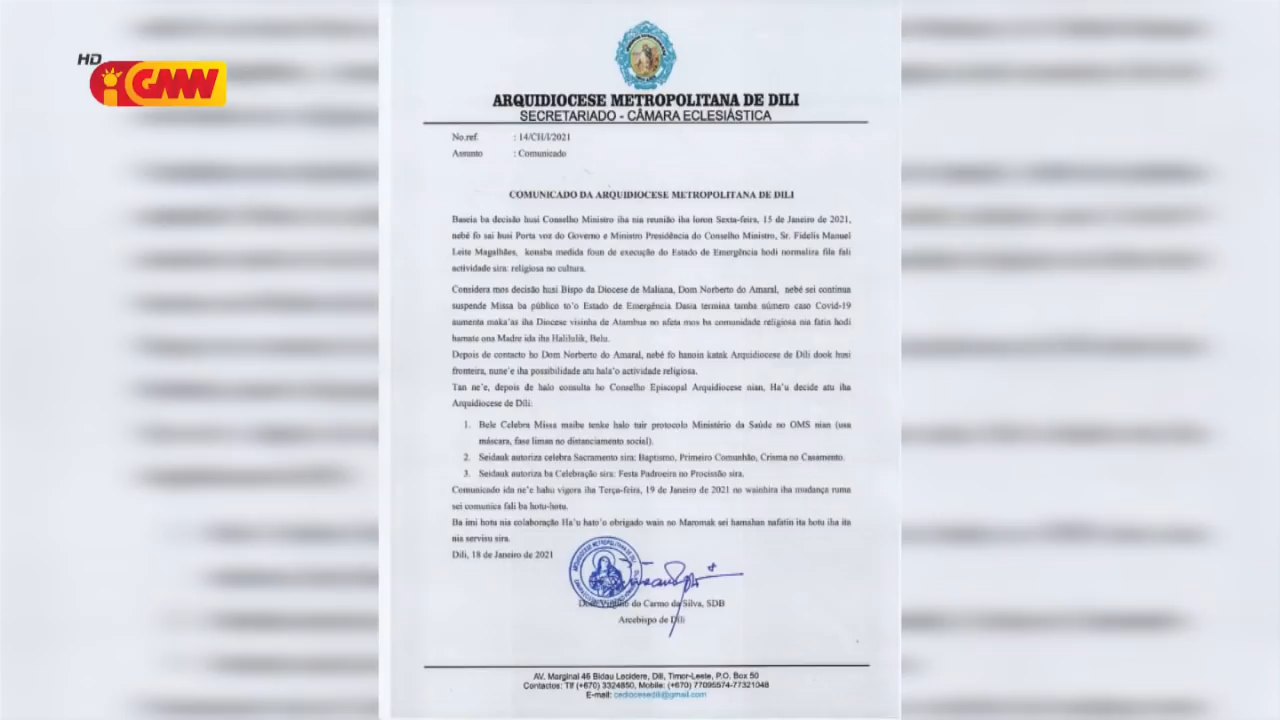 HD
GMN
ARQUIDIOCESE METROPOLITANA DE DILI
SECRETARIADO - CÂMARA ECLESIÁSTICA
No.ref. : 14/CH/I/2021
Assunto : Comunicado
COMUNICADO DA ARQUIDIOCESE METROPOLITANA DE DILI
Baseia ba decisão husi Conselho Ministro iha nia reunião iha loron Sexta-feira, 15 de Janeiro de 2021,
nebé fo sai husi Porta voz do Governo e Ministro Presidência do Conselho Ministro, Sr. Fidelis Manuel
Leite Magalhães, konaba medida foun de execução do Estado de Emergência hodi normaliza fila fali
actividade sira: religiosa no cultura.
Considera mos decisão husi Bispo da Diocese de Maliana, Dom Norberto do Amaral, nebé sei continua
suspende Missa ba público to'o Estado de Emergência Dasia termina tamba número caso Covid-19
aumenta maka'as iha Diocese visinha de Atambua no afeta mos ba comunidade religiosa nia fatin hodi
hamate ona Madre ida iha Halilulik, Belu.
Depois de contacto ho Dom Norberto do Amaral, nebé fo hanoin katak Arquidiocese de Dili dook husi
fronteira, nune'e iha possibilidade atu hala'o actividade religiosa.
Tan ne'e, depois de halo consulta ho Conselho Episcopal Arquidiocese nian, Ha'u decide atu iha
Arquidiocese de Dili:
1. Bele Celebra Missa maibe tenke halo tuir protocolo Ministério da Saúde no OMS nian (usa
máscara, fase liman no distanciamento social).
2. Seidauk autoriza celebra Sacramento sira: Baptismo, Primeiro Comunhão, Crisma no Casamento.
3. Seidauk autoriza ba Celebração sira: Festa Padroeira no Procissão sira.
Comunicado ida ne'e hahu vigora iha Terça-feira, 19 de Janeiro de 2021 no wainhira iha mudança ruma
sei comunica fali ba hotu-hotu.
Ba imi hotu nia colaboração Ha'u hato'o obrigado wain no Maromak sei hamahan nafatin ita hotu iha ita
nia servisu sira.
Dili, 18 de Janeiro de 2021
Dom Virgílio do Carmo da Silva, SDB
Arcebispo de Dili
AV. Marginal 46 Bidau Lecidere, Dili, Timor-Leste, P.O. Box 50
Contactos: Tlf (+670) 3324850, Mobile: (+670) 77095574-77321048
E-mail: cediocesedili@gmail.com